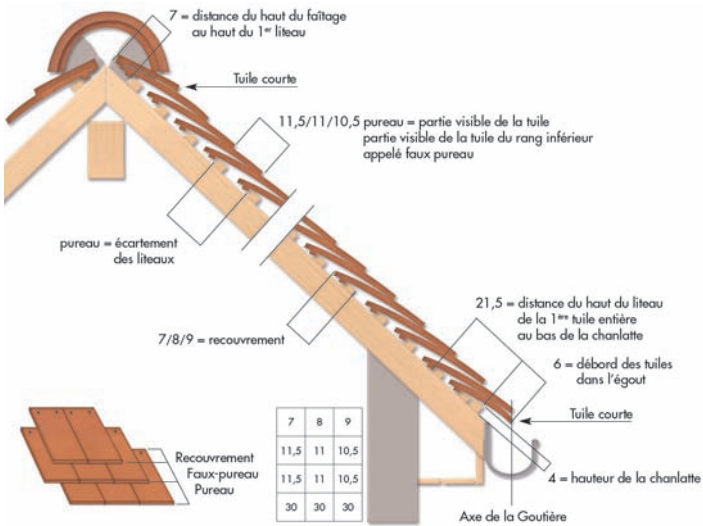 7 = distance du haut du faîtage
au haut du 1er liteau
Tuile courte
11,5/11/10,5 pureau = partie visible de la tuile
partie visible de la tuile du rang inférieur
appelé faux pureau
pureau = écartement
des liteaux
21,5 = distance du haut du liteau
de la 1ère tuile entière
au bas de la chanlatte
7/8/9 = recouvrement
6 = débord des tuiles
dans l'égout
Tuile courte
7 8 9
11,5 11 10,5
11,5 11 10,5
30 30 30
Recouvrement
Faux-pureau
Pureau
4 = hauteur de la chanlatte
Axe de la Goutière